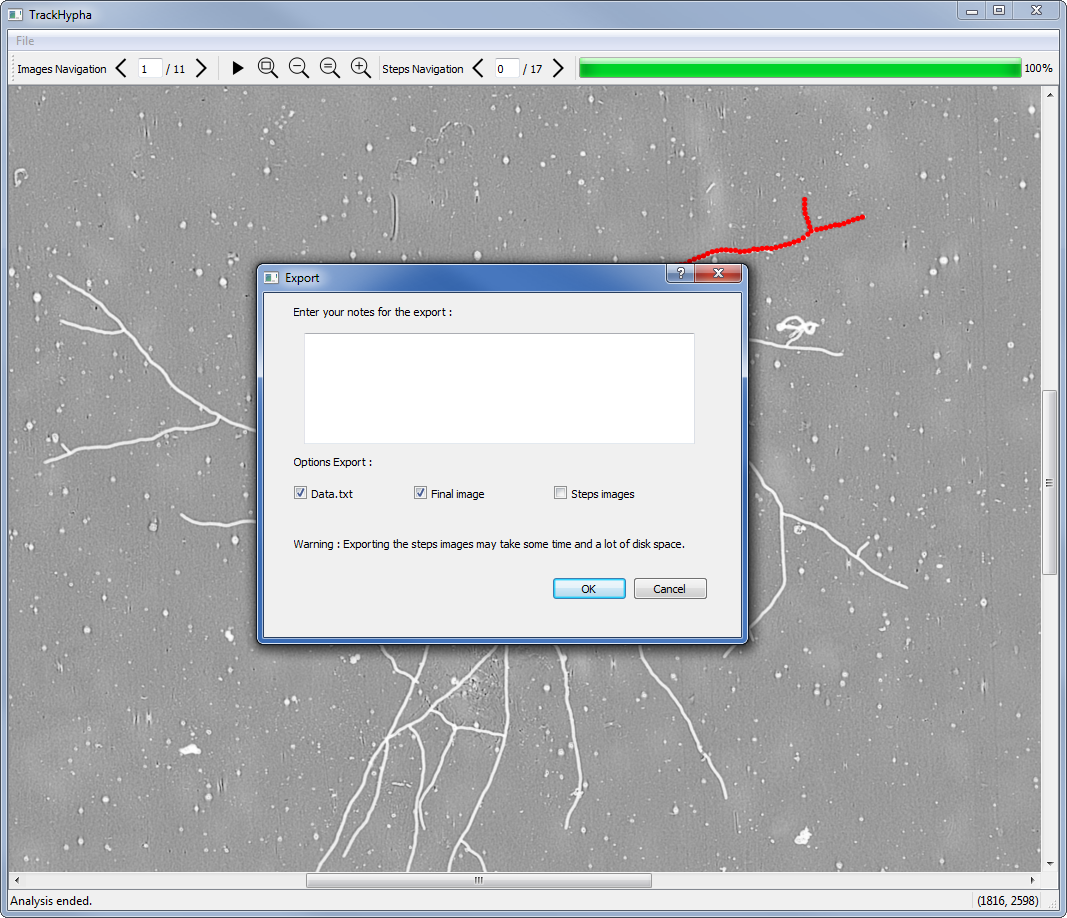 TrackHypha
File
Images Navigation 1 / 11 Steps Navigation 0 / 17 100%
Export
?
Enter your notes for the export :
Options Export :
Data.txt Final image Steps images
Warning : Exporting the steps images may take some time and a lot of disk space.
OK Cancel
Analysis ended. (1816, 2598)